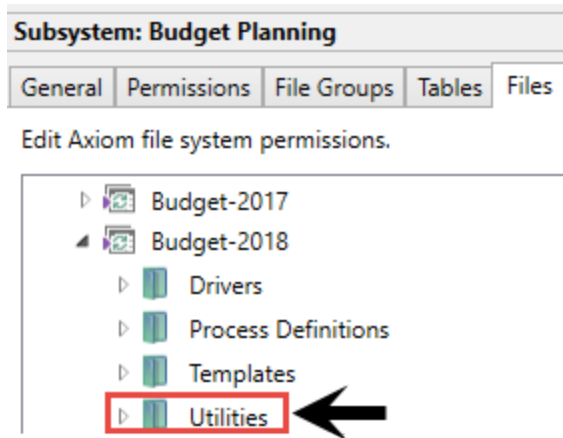 Subsystem: Budget Planning
General Permissions File Groups Tables Files
Edit Axiom file system permissions.
Budget-2017
Budget-2018
Drivers
Process Definitions
Templates
Utilities